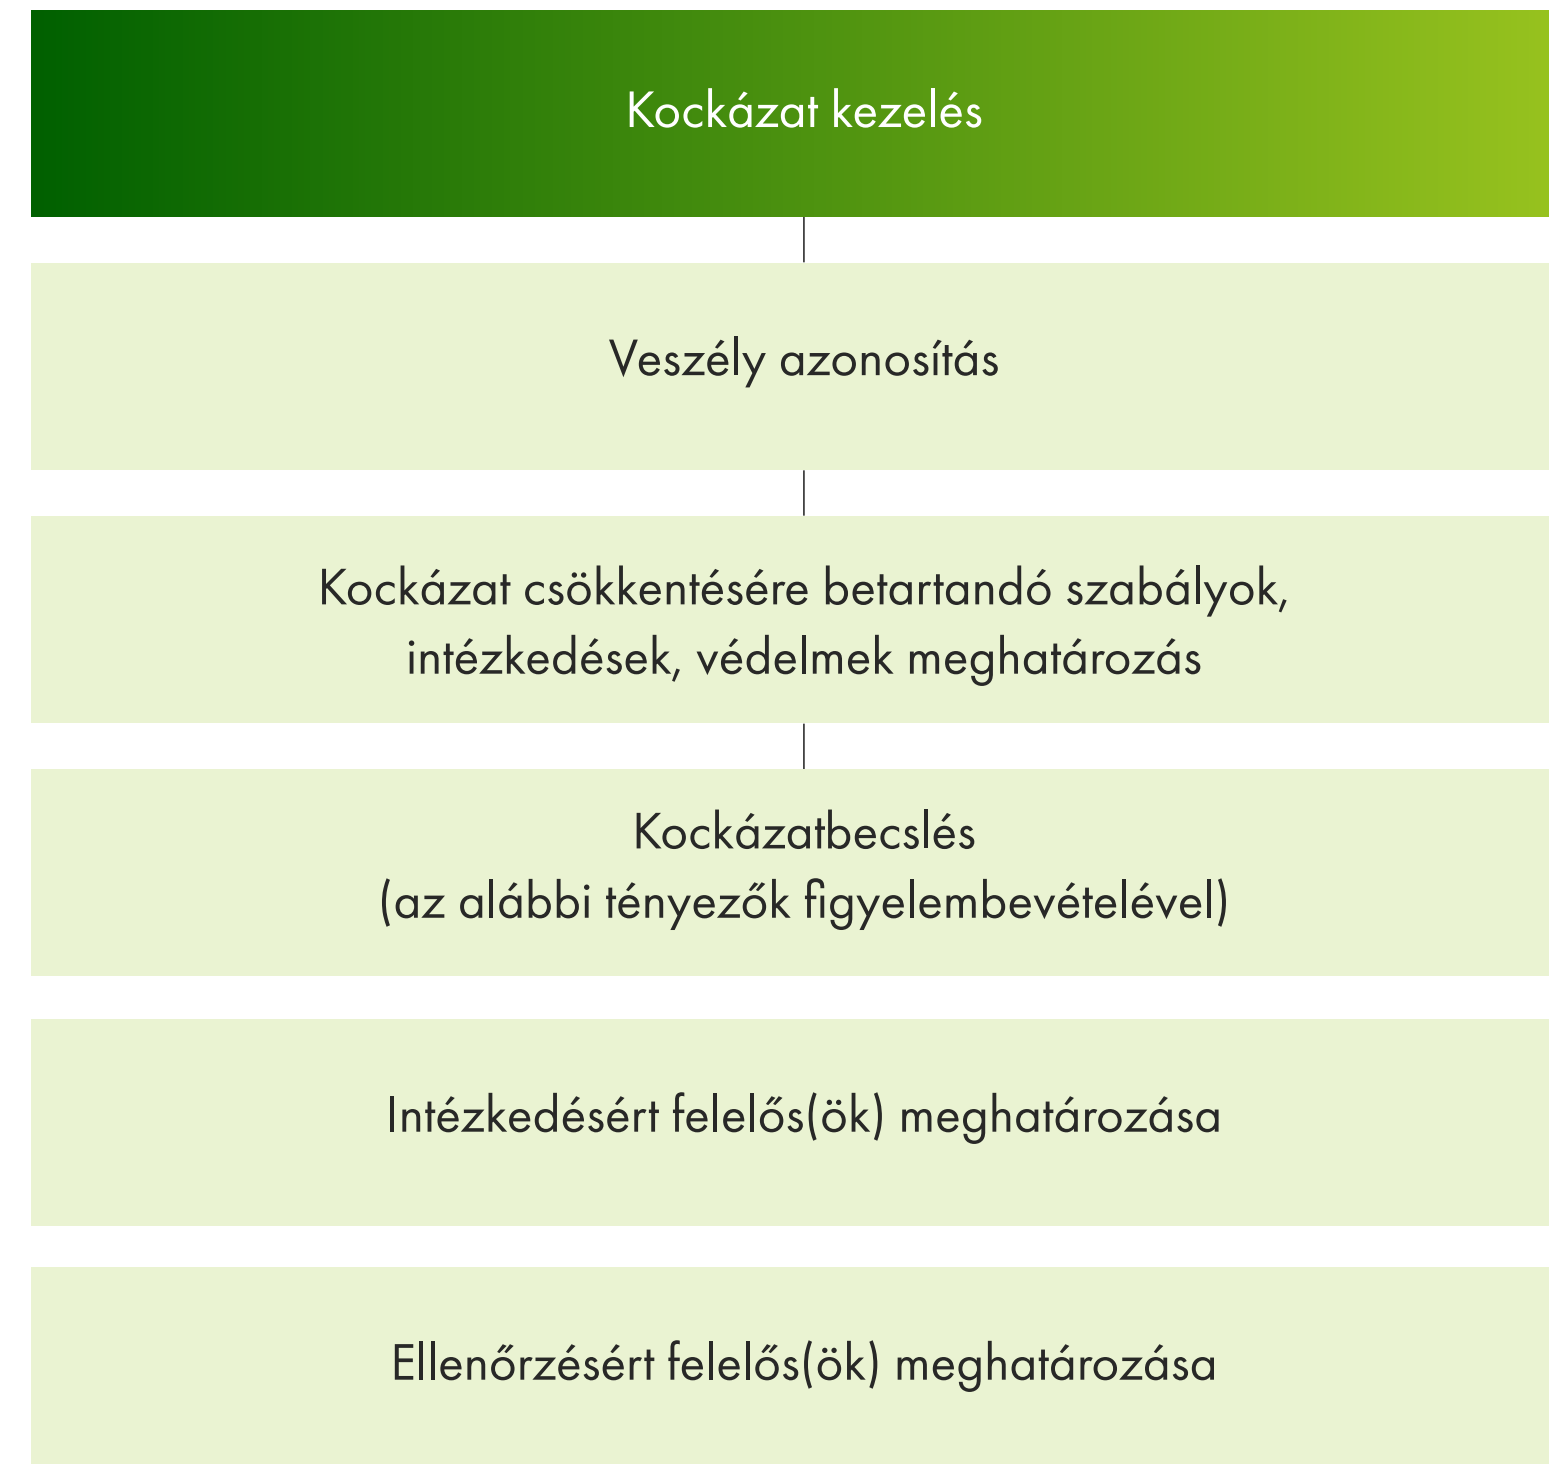 Kockázat kezelés
Veszély azonosítás
Kockázat csökkentésére betartandó szabályok,
intézkedések, védelmek meghatározás
Kockázatbecslés
(az alábbi tényezők figyelembevételével)
Intézkedésért felelős(ök) meghatározása
Ellenőrzésért felelős(ök) meghatározása